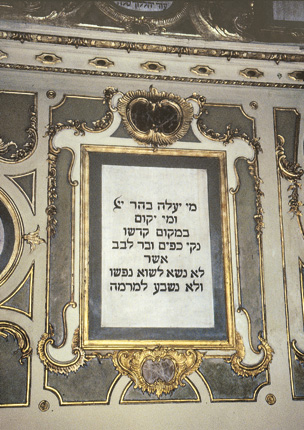 מי יעלה בהר יי
ומי יקום
במקום קדשו
נקי כפים ובר לבב
אשר
לא נשא לשוא נפשו
ולא נשבע למרמה